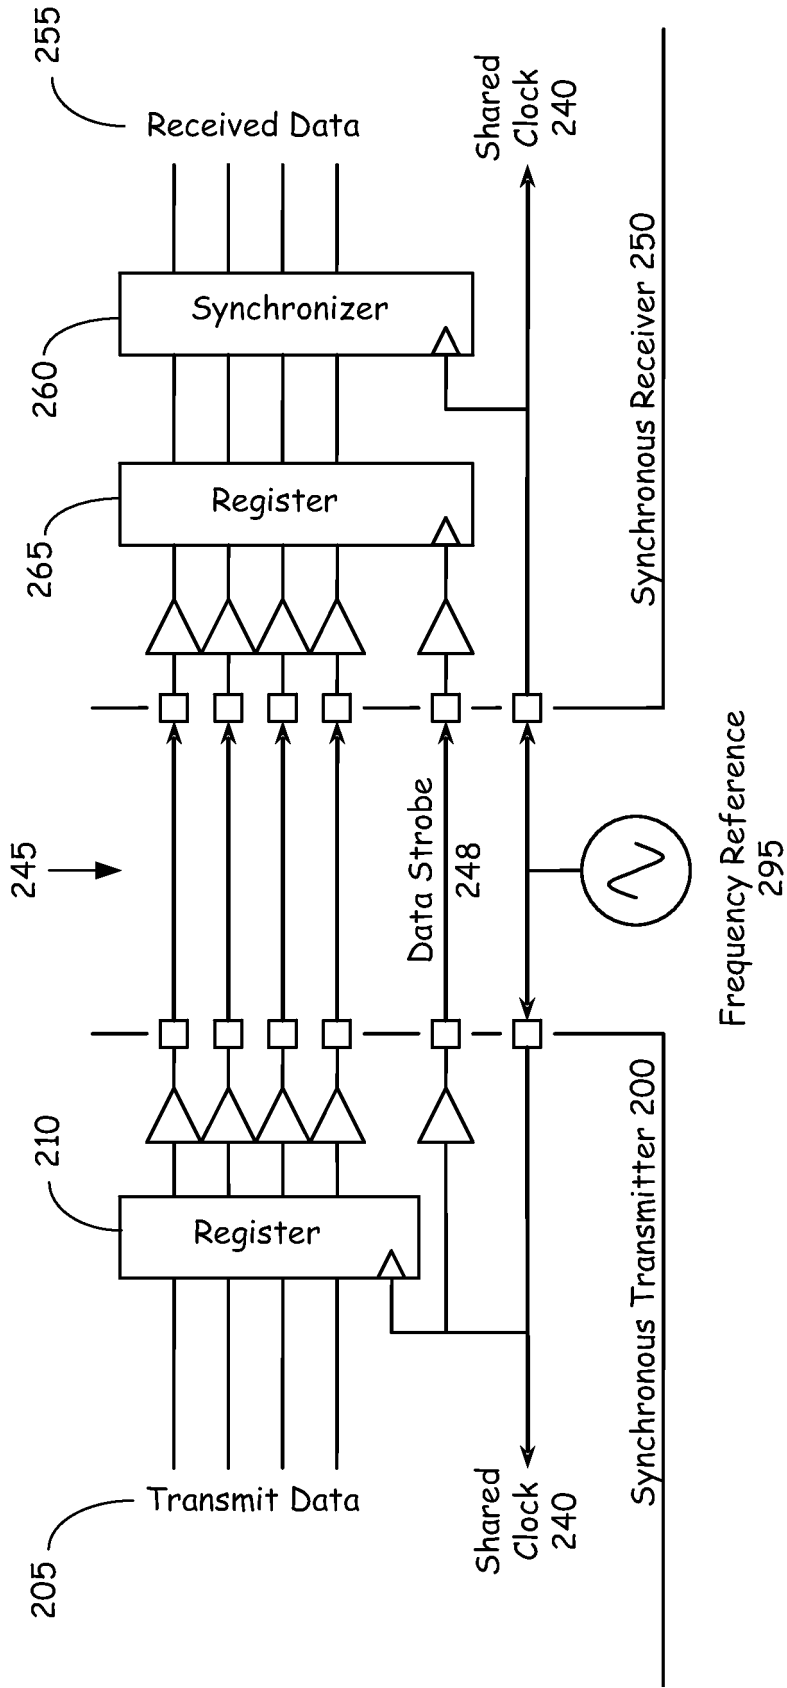 255
Received Data
Shared
Clock
240
Synchronizer
260
Register
265
Synchronous Receiver 250
245
Data Strobe
248
Frequency Reference
295
210
Register
Synchronous Transmitter 200
Transmit Data
205
Shared
Clock
240